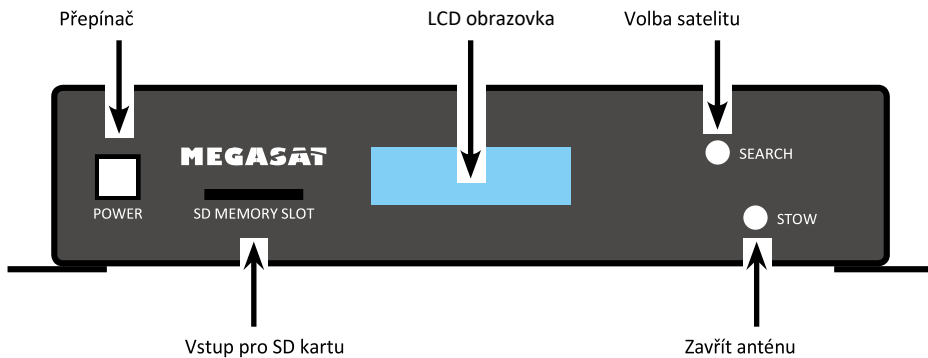 Přepínač
LCD obrazovka
Volba satelitu
MEGASAT
SEARCH
POWER
SD MEMORY SLOT
STOW
Vstup pro SD kartu
Zavřít anténu